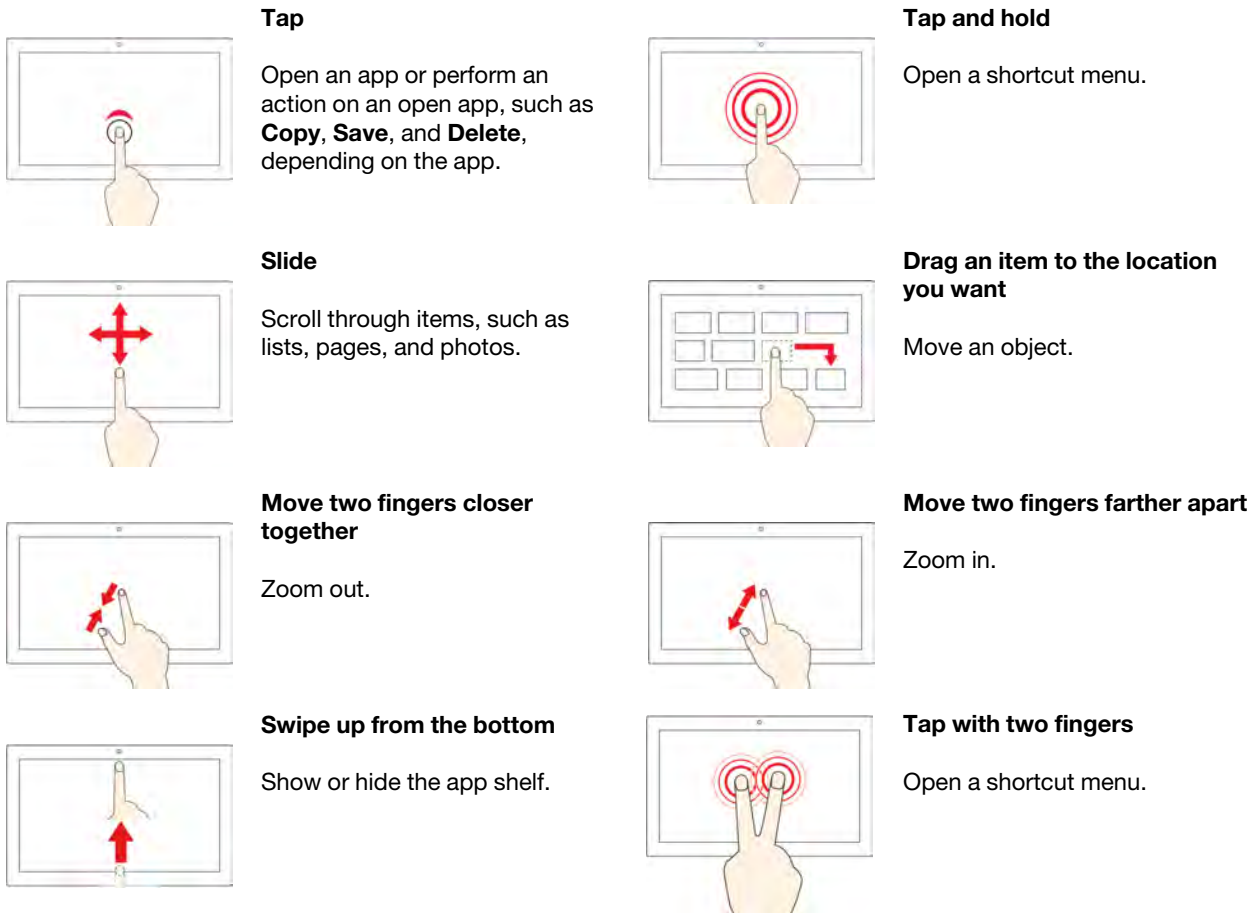 Tap
Open an app or perform an
action on an open app, such as
Copy, Save, and Delete,
depending on the app.
Tap and hold
Open a shortcut menu.
Slide
Scroll through items, such as
lists, pages, and photos.
Drag an item to the location
you want
Move an object.
Move two fingers closer
together
Zoom out.
Move two fingers farther apart
Zoom in.
Swipe up from the bottom
Show or hide the app shelf.
Tap with two fingers
Open a shortcut menu.